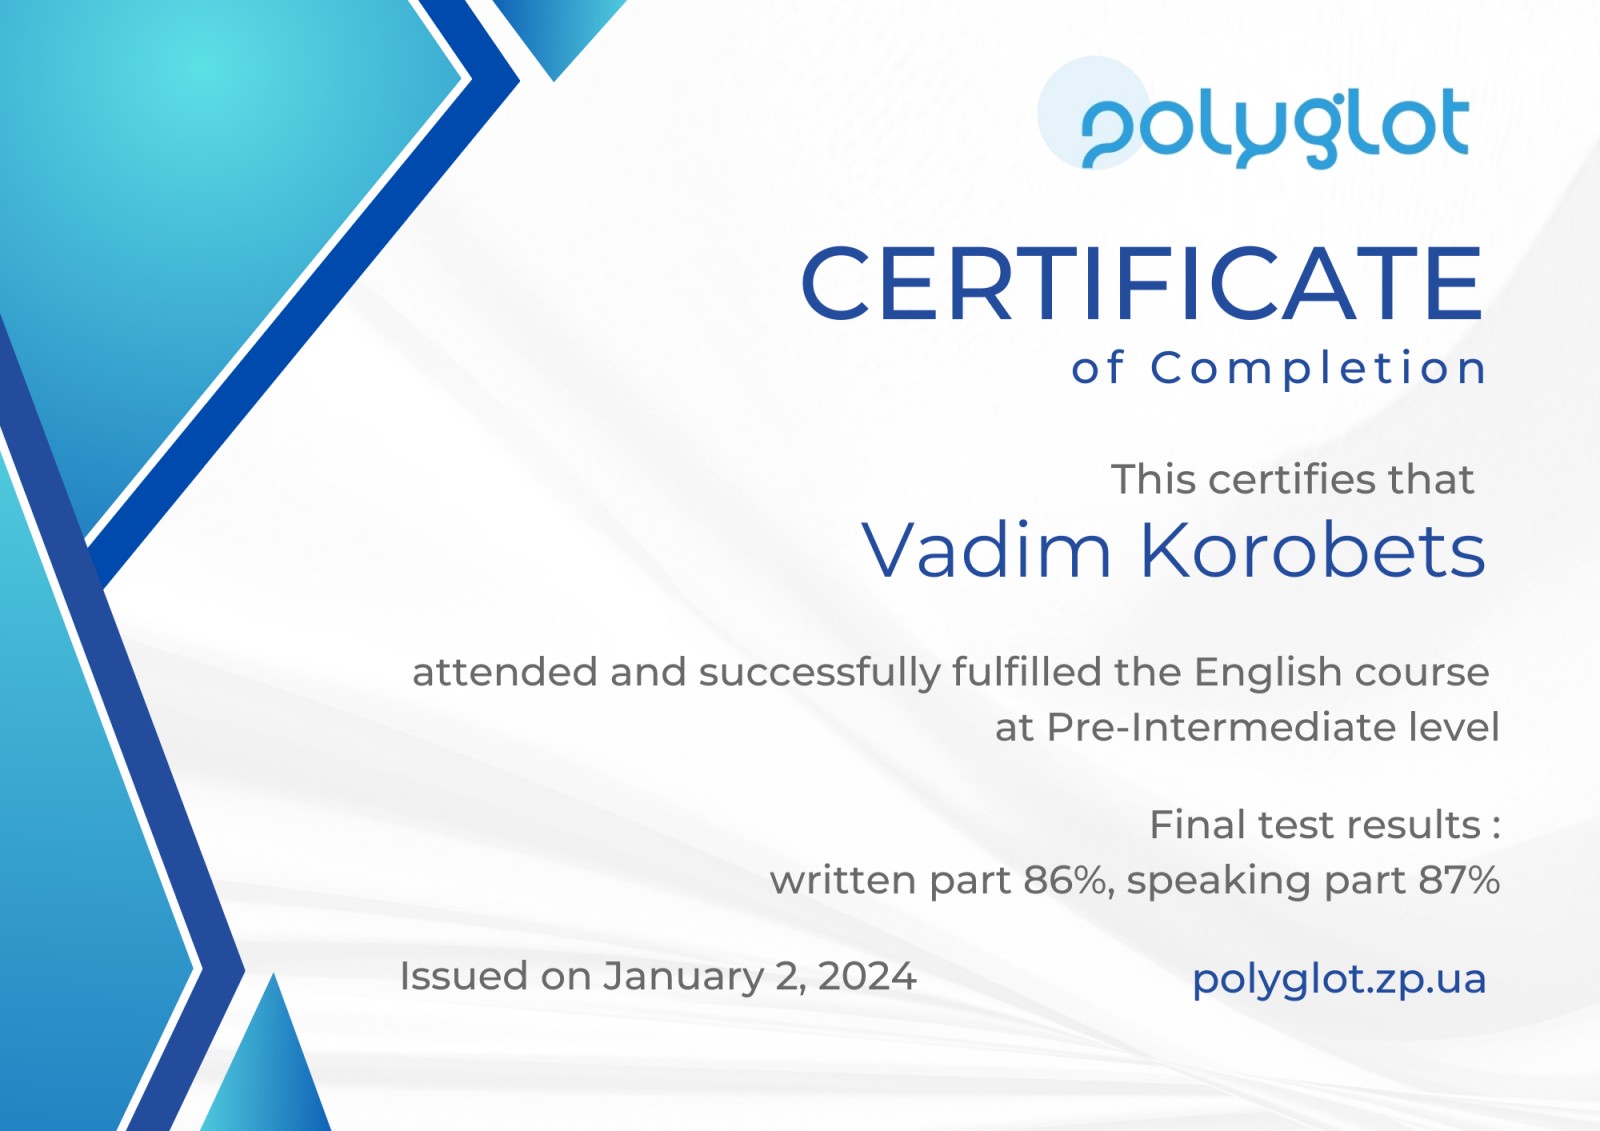 polyglot
CERTIFICATE
of Completion
This certifies that
Vadim Korobets
attended and successfully fulfilled the English course
at Pre-Intermediate level
Final test results :
written part 86%, speaking part 87%
Issued on January 2, 2024
polyglot.zp.ua